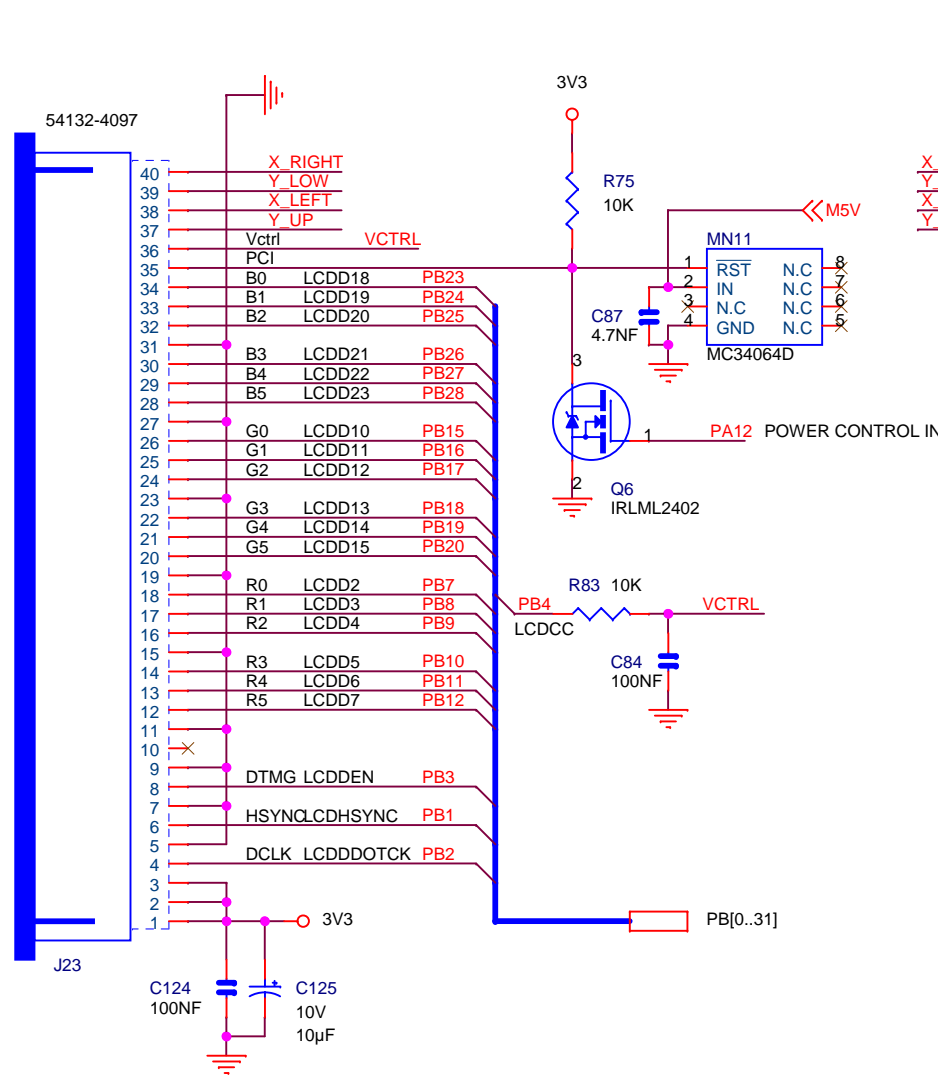 54132-4097
3V3
40 X_RIGHT
39 Y_LOW
38 X_LEFT
37 Y_UP
36 Vctrl VCTRL
35 PCI
34 B0 LCDD18 PB23
33 B1 LCDD19 PB24
32 B2 LCDD20 PB25
31
30 B3 LCDD21 PB26
29 B4 LCDD22 PB27
28 B5 LCDD23 PB28
27
26 G0 LCDD10 PB15
25 G1 LCDD11 PB16
24 G2 LCDD12 PB17
23
22 G3 LCDD13 PB18
21 G4 LCDD14 PB19
20 G5 LCDD15 PB20
19
18 R0 LCDD2 PB7
17 R1 LCDD3 PB8
16 R2 LCDD4 PB9
15
14 R3 LCDD5 PB10
13 R4 LCDD6 PB11
12 R5 LCDD7 PB12
11
10
9
8 DTMG LCDDEN PB3
7
6 HSYNC LCDHSYNC PB1
5
4 DCLK LCDDDOTCK PB2
3
2
1 3V3
J23
C124
100NF
C125
10V
10µF
R75
10K
M5V
X_
Y_
X_
Y_
MN11
1 RST N.C 8
2 IN N.C 7
3 N.C N.C 6
4 GND N.C 5
MC34064D
C87
4.7NF
3
1 PA12 POWER CONTROL IN
2
Q6
IRLML2402
R83 10K
PB4 VCTRL
LCDCC
C84
100NF
PB[0..31]